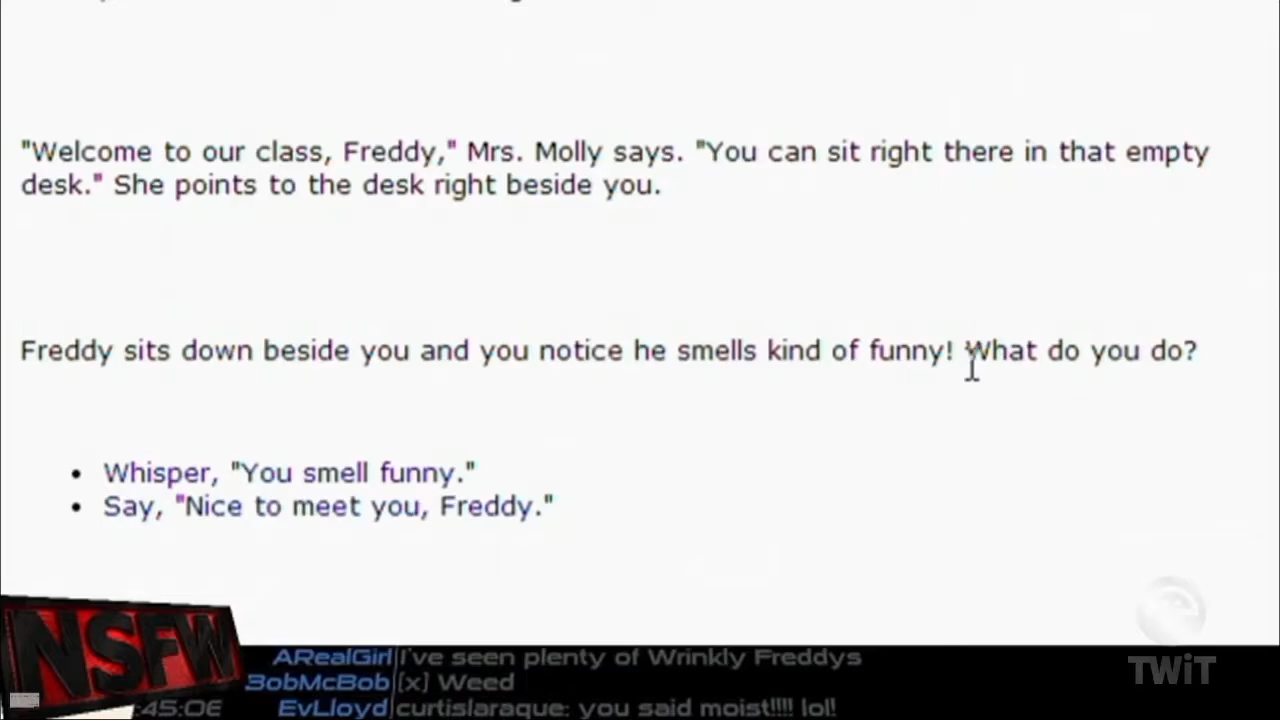 "Welcome to our class, Freddy," Mrs. Molly says. "You can sit right there in that empty
desk." She points to the desk right beside you.
Freddy sits down beside you and you notice he smells kind of funny! What do you do?
• Whisper, "You smell funny."
• Say, "Nice to meet you, Freddy."
NSFW
ARealGirl I've seen plenty of Wrinkly Freddys
BobMcBob [x] Weed
:45:0E EvLloyd curtislaraque: you said moist!!!! lol!
TWiT